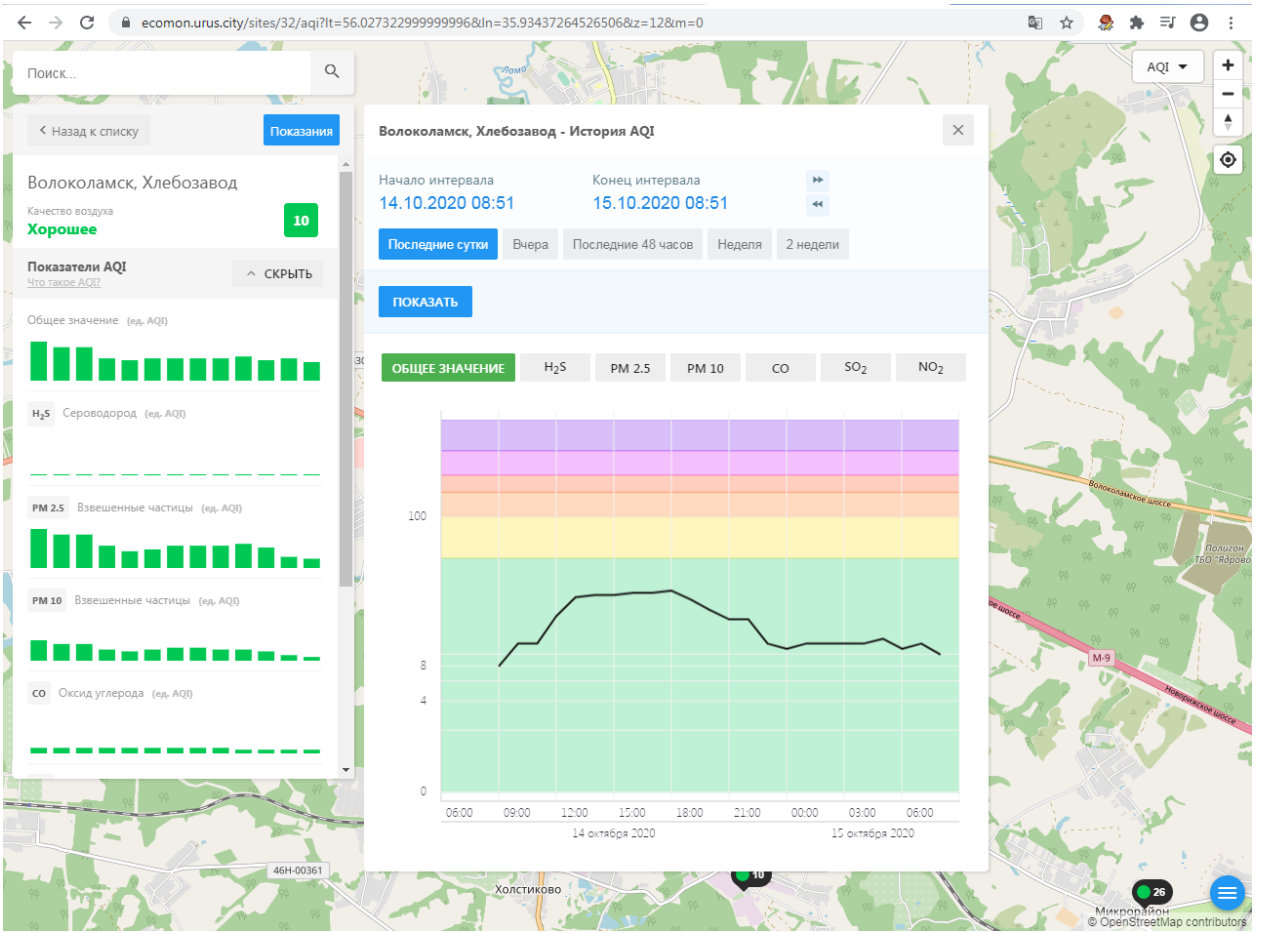 ecomon.urus.city/sites/32/aqi?lt=56.02732299999996&ln=35.93437264526506&z=12&m=0
Поиск...
AQI
Назад к списку
Показания
Волоколамск, Хлебозавод
Качество воздуха
Хорошее
10
Показатели AQI
Что такое AQI?
СКРЫТЬ
Общее значение (ед. AQI)
H₂S Сероводород (ед. AQI)
PM 2.5 Взвешенные частицы (ед. AQI)
PM 10 Взвешенные частицы (ед. AQI)
CO Оксид углерода (ед. AQI)
Волоколамск, Хлебозавод - История AQI
Начало интервала Конец интервала
14.10.2020 08:51 15.10.2020 08:51
Последние сутки Вчера Последние 48 часов Неделя 2 недели
ПОКАЗАТЬ
ОБЩЕЕ ЗНАЧЕНИЕ H₂S PM 2.5 PM 10 CO SO₂ NO₂
100
8
4
0
06:00 09:00 12:00 15:00 18:00 21:00 00:00 03:00 06:00
14 октября 2020 15 октября 2020
Волоколамское шоссе
Полигон
ТБО "Ядрово
М-9
Новорижское шоссе
Лама
46Н-00361
Холстиково
10
26
Микрорайон
© OpenStreetMap contributors